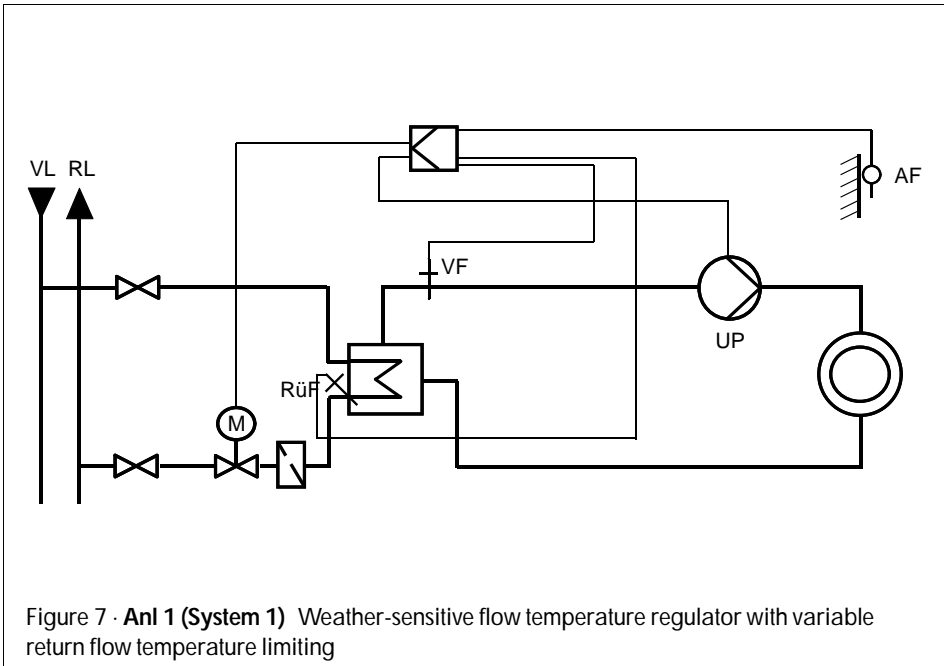 VL RL
AF
VF
UP
RüF
M
Figure 7 · Anl 1 (System 1) Weather-sensitive flow temperature regulator with variable
return flow temperature limiting